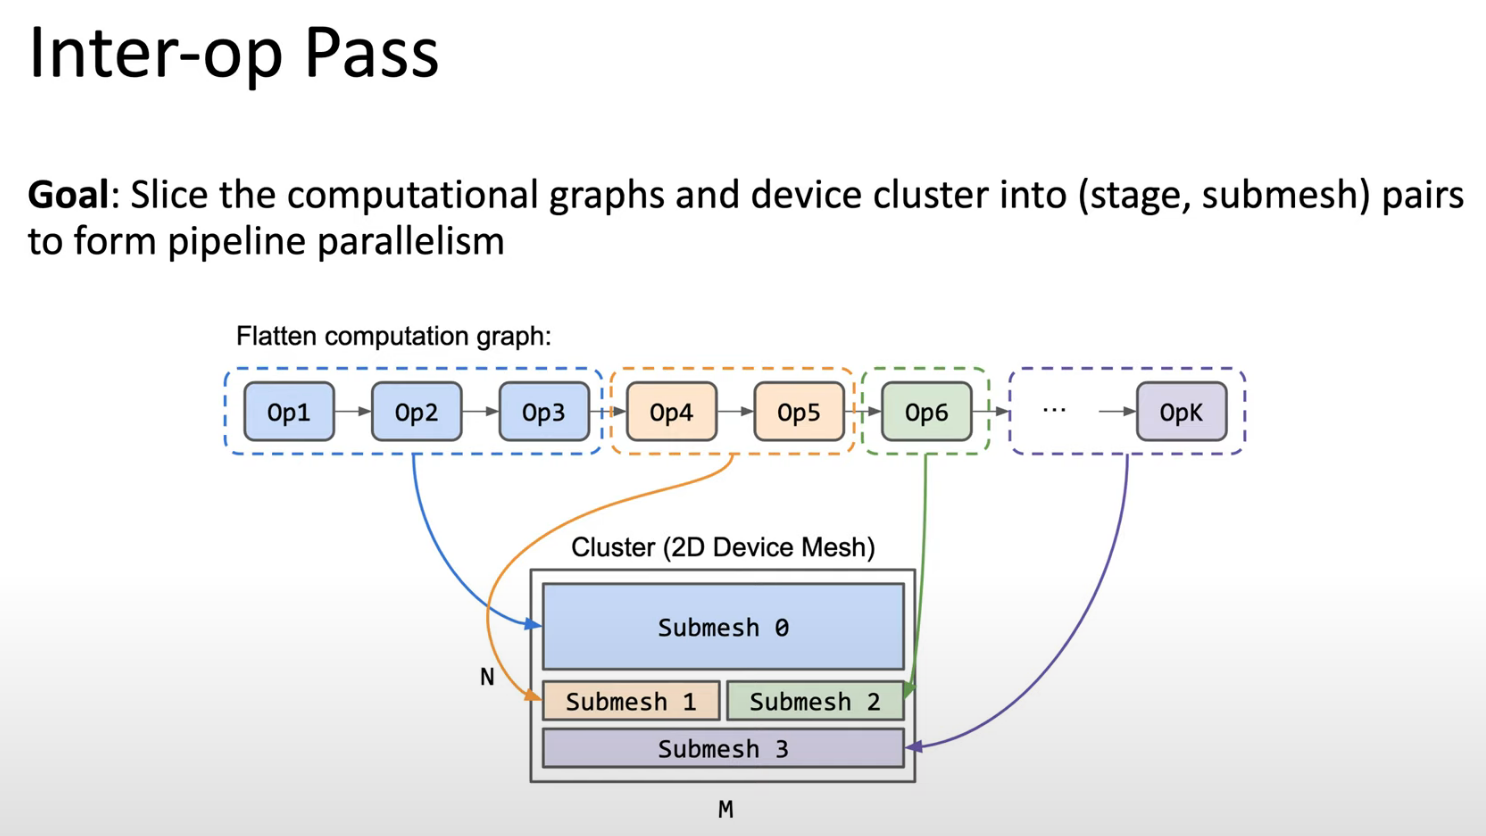 Inter-op Pass
Goal: Slice the computational graphs and device cluster into (stage, submesh) pairs
to form pipeline parallelism
Flatten computation graph:
Op1 Op2 Op3 Op4 Op5 Op6 ... OpK
Cluster (2D Device Mesh)
Submesh 0
N
Submesh 1 Submesh 2
Submesh 3
M